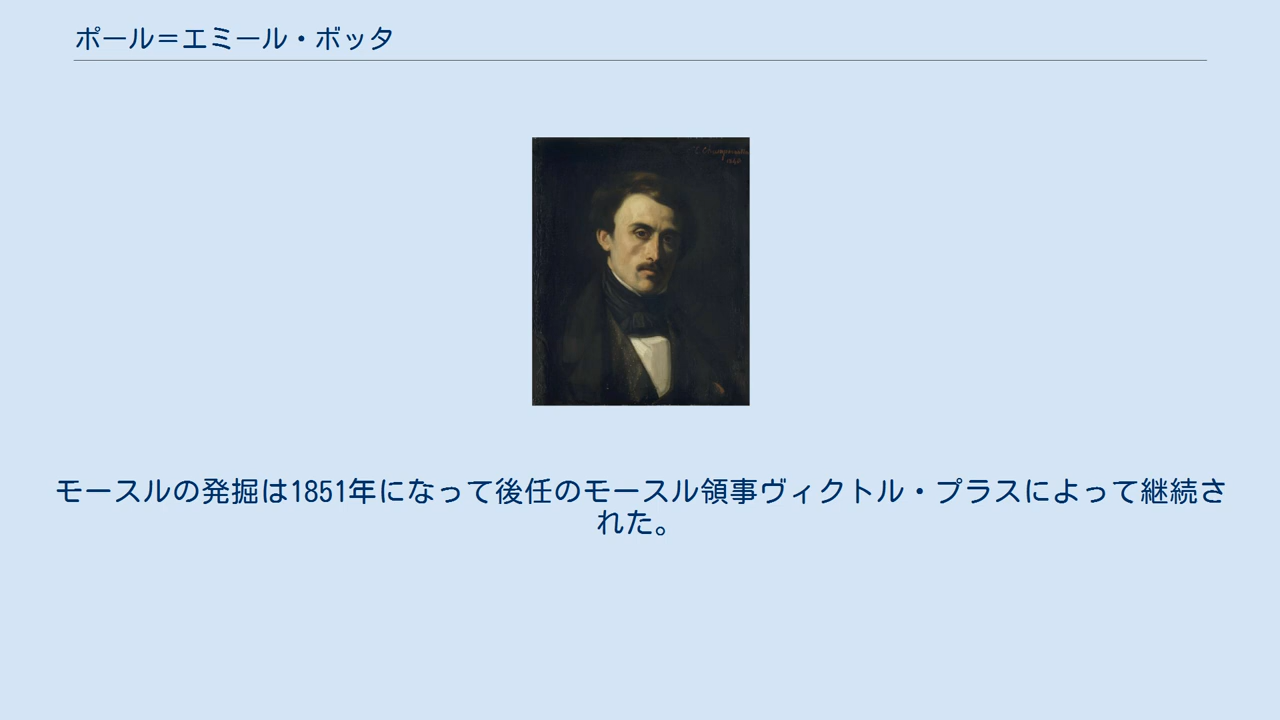 ポール＝エミール・ボッタ
モースルの発掘は1851年になって後任のモースル領事ヴィクトル・プラスによって継続さ
れた。